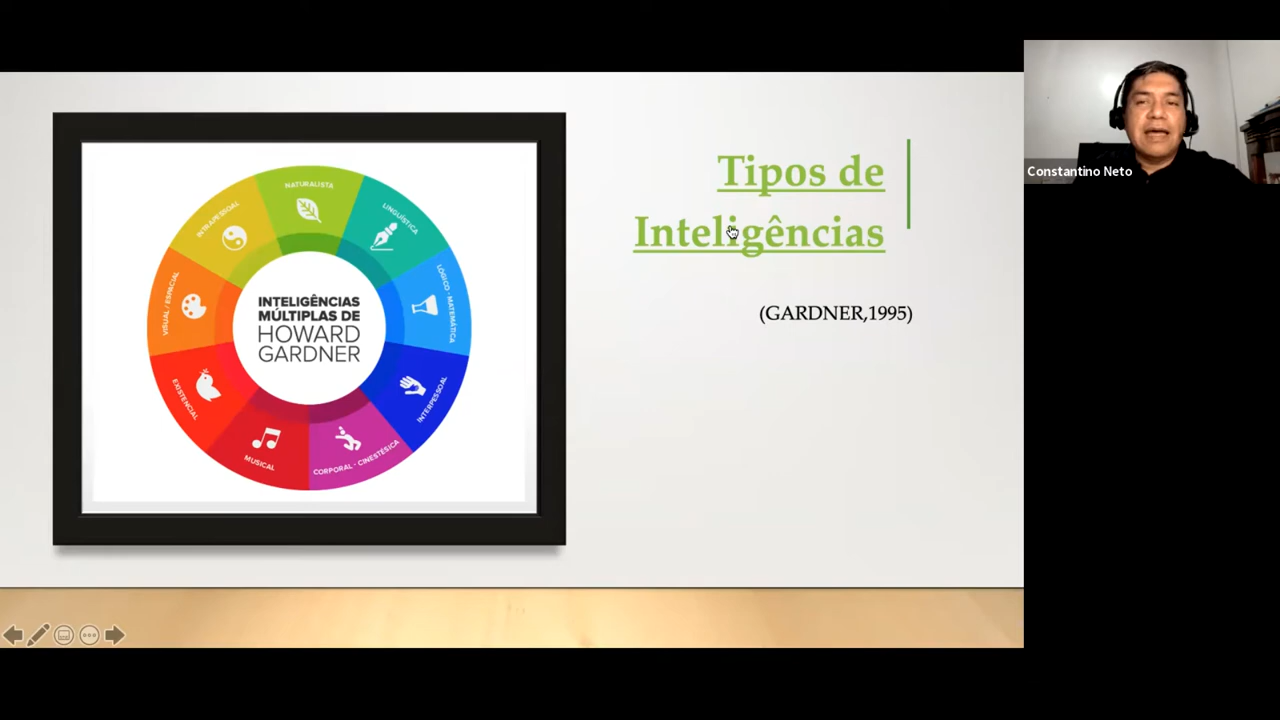 NATURALISTA
LINGUÍSTICA
LÓGICO - MATEMÁTICA
INTERPESSOAL
CORPORAL - CINESTÉSICA
MUSICAL
EXISTENCIAL
VISUAL / ESPACIAL
INTRAPESSOAL
INTELIGÊNCIAS
MÚLTIPLAS DE
HOWARD
GARDNER
Tipos de
Inteligências
(GARDNER,1995)
Constantino Neto